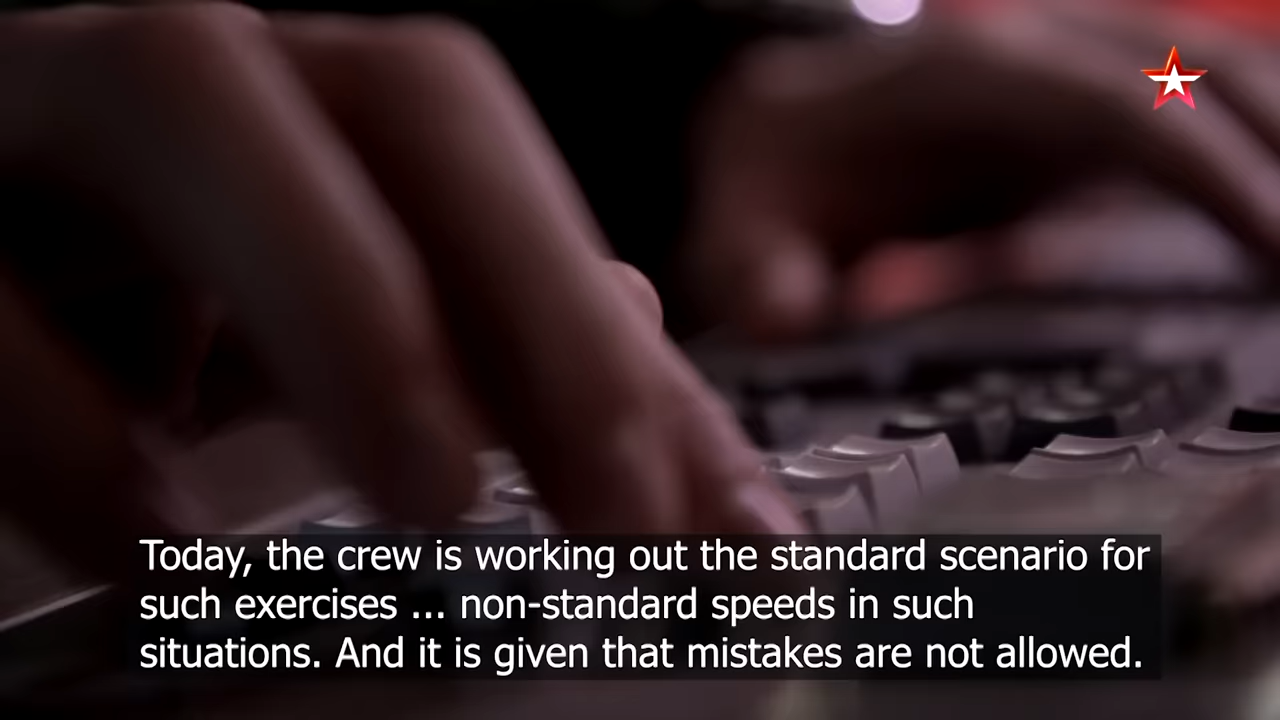 Today, the crew is working out the standard scenario for
such exercises ... non-standard speeds in such
situations. And it is given that mistakes are not allowed.